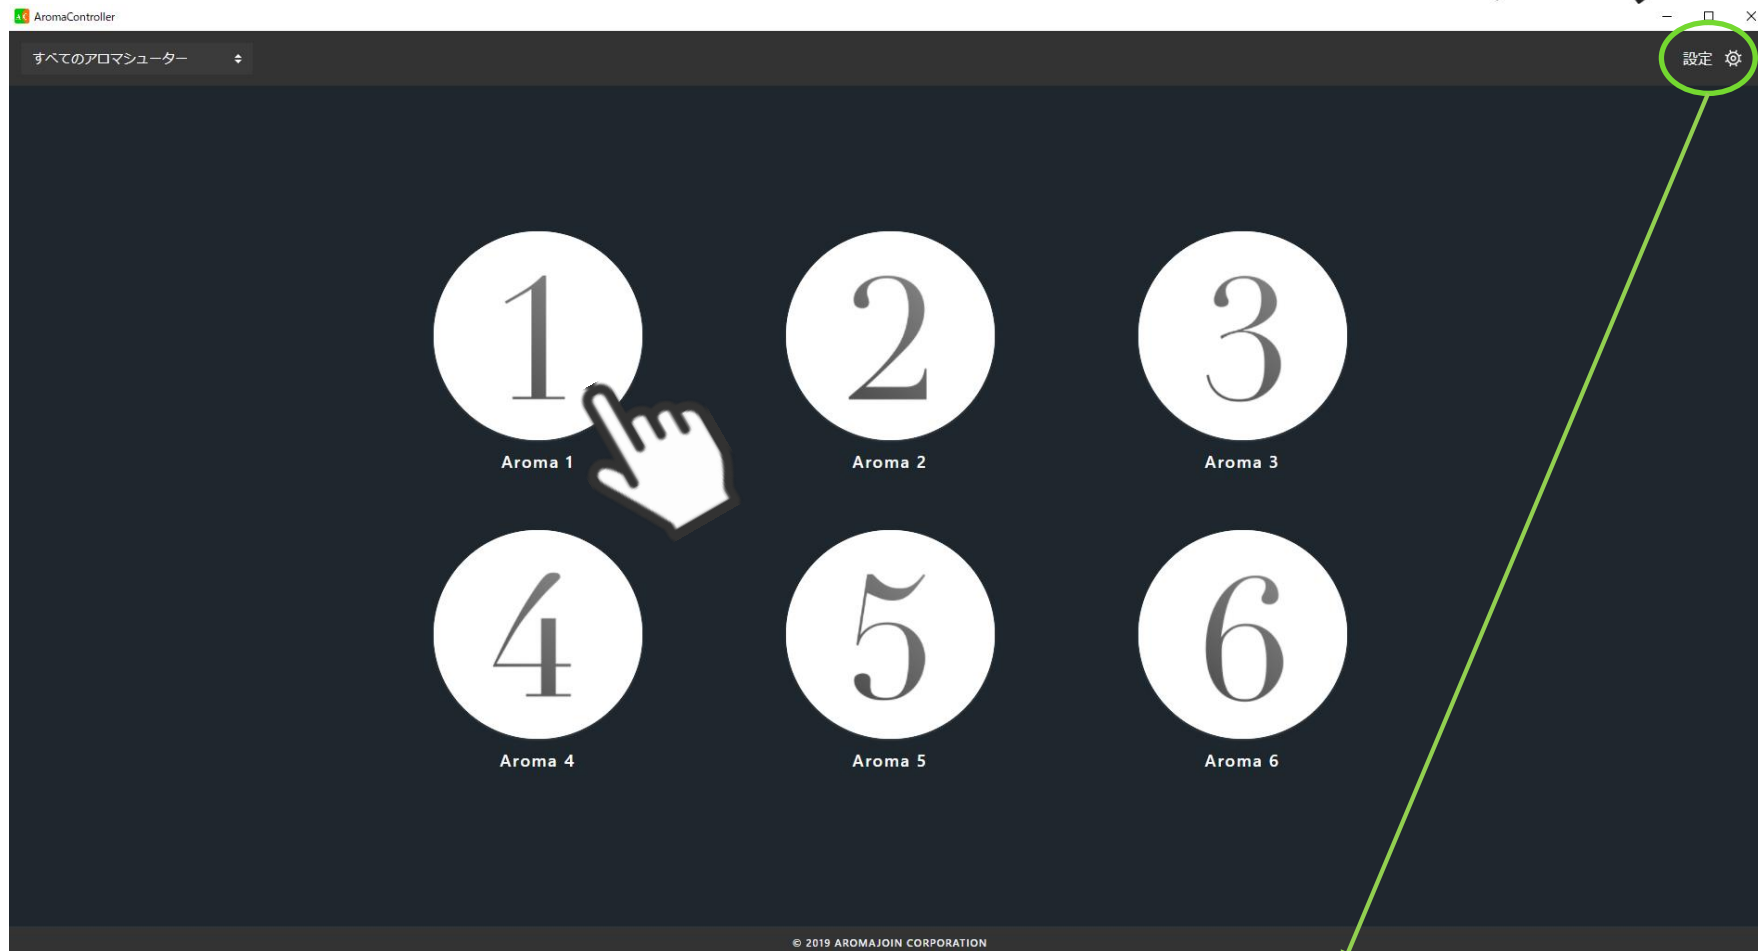 AC AromaController
すべてのアロマシューター
設定
1
2
3
Aroma 1
Aroma 2
Aroma 3
4
5
6
Aroma 4
Aroma 5
Aroma 6
© 2019 AROMAJOIN CORPORATION